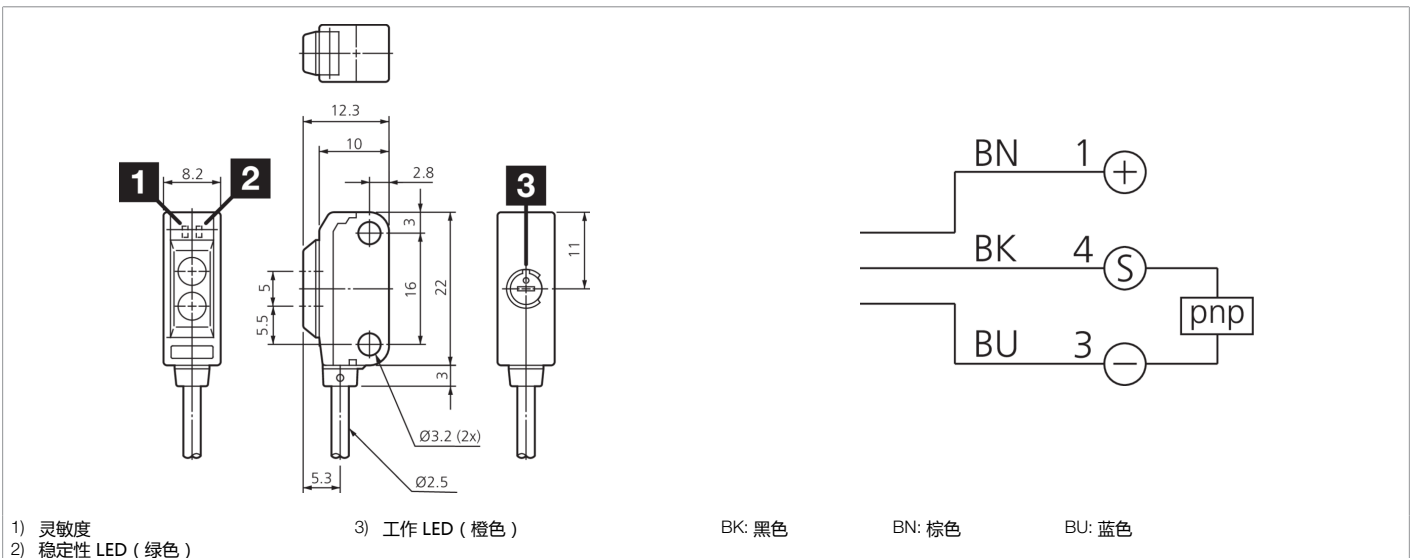 12.3
10
1
8.2
2
2.8
3
3
11
16
22
5
5.5
3
Ø3.2 (2x)
5.3
Ø2.5
BN 1 +
BK 4 S
pnp
BU 3 −
1) 灵敏度
3) 工作 LED ( 橙色 )
BK: 黑色
BN: 棕色
BU: 蓝色
2) 稳定性 LED ( 绿色 )